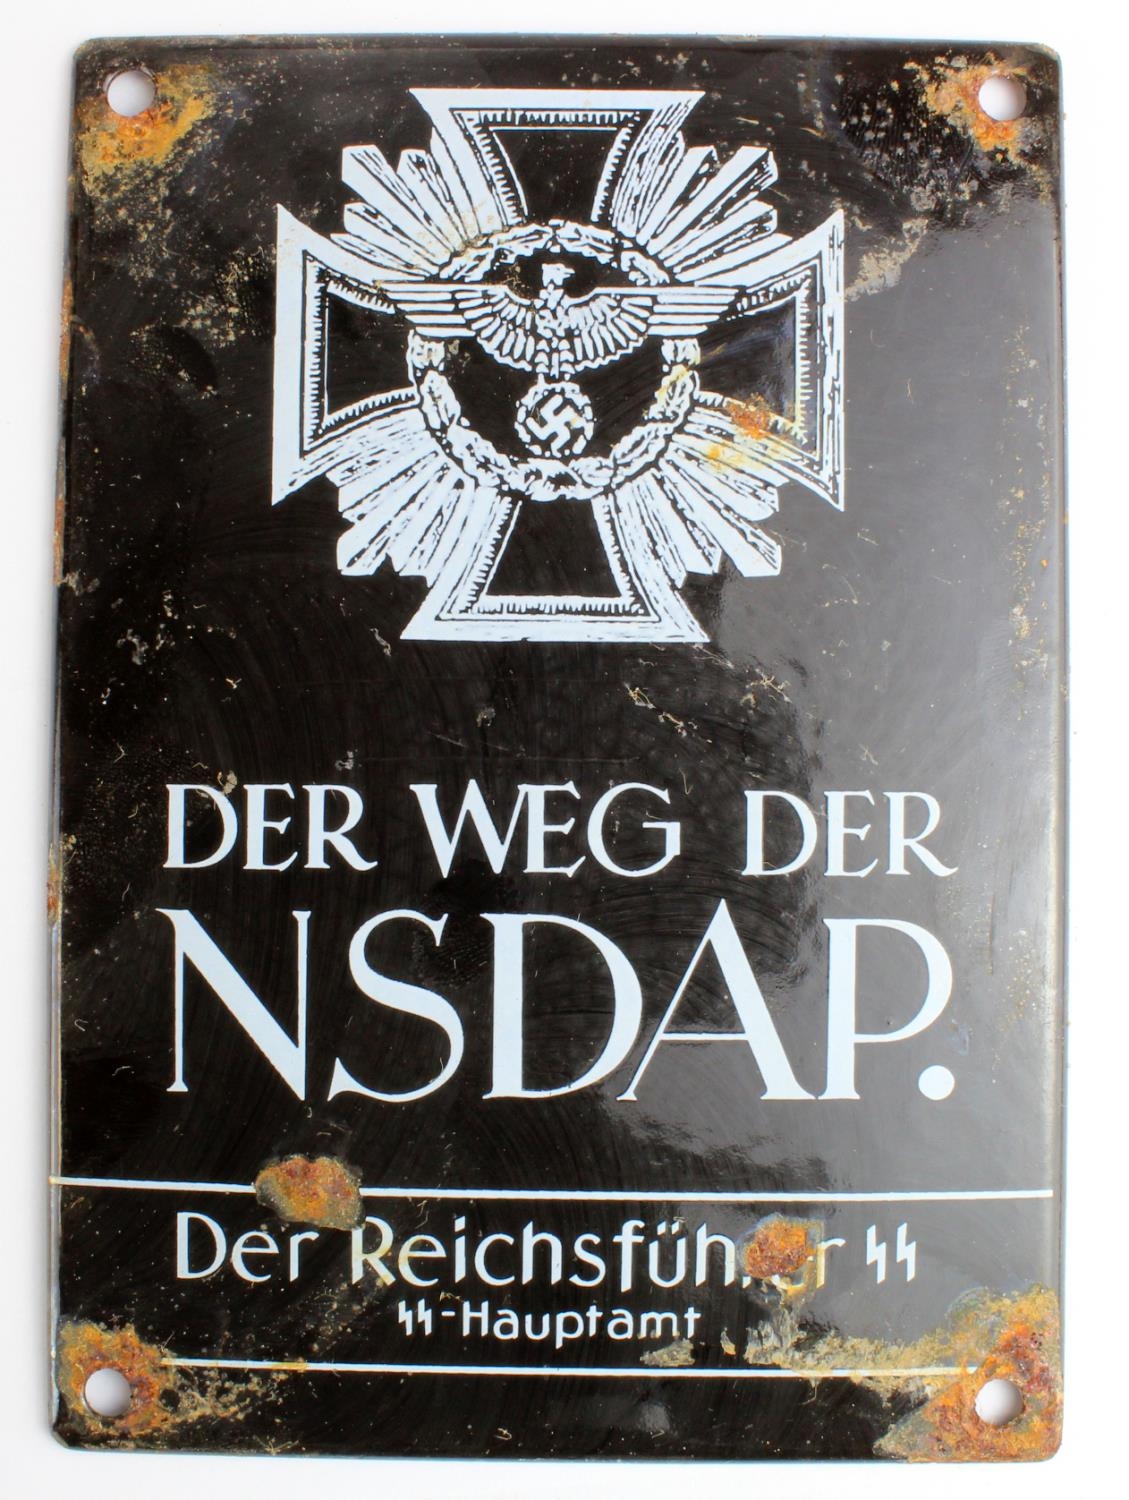 DER WEG DER
NSDAP.
Der Reichsführer ᛋᛋ
ᛋᛋ-Hauptamt